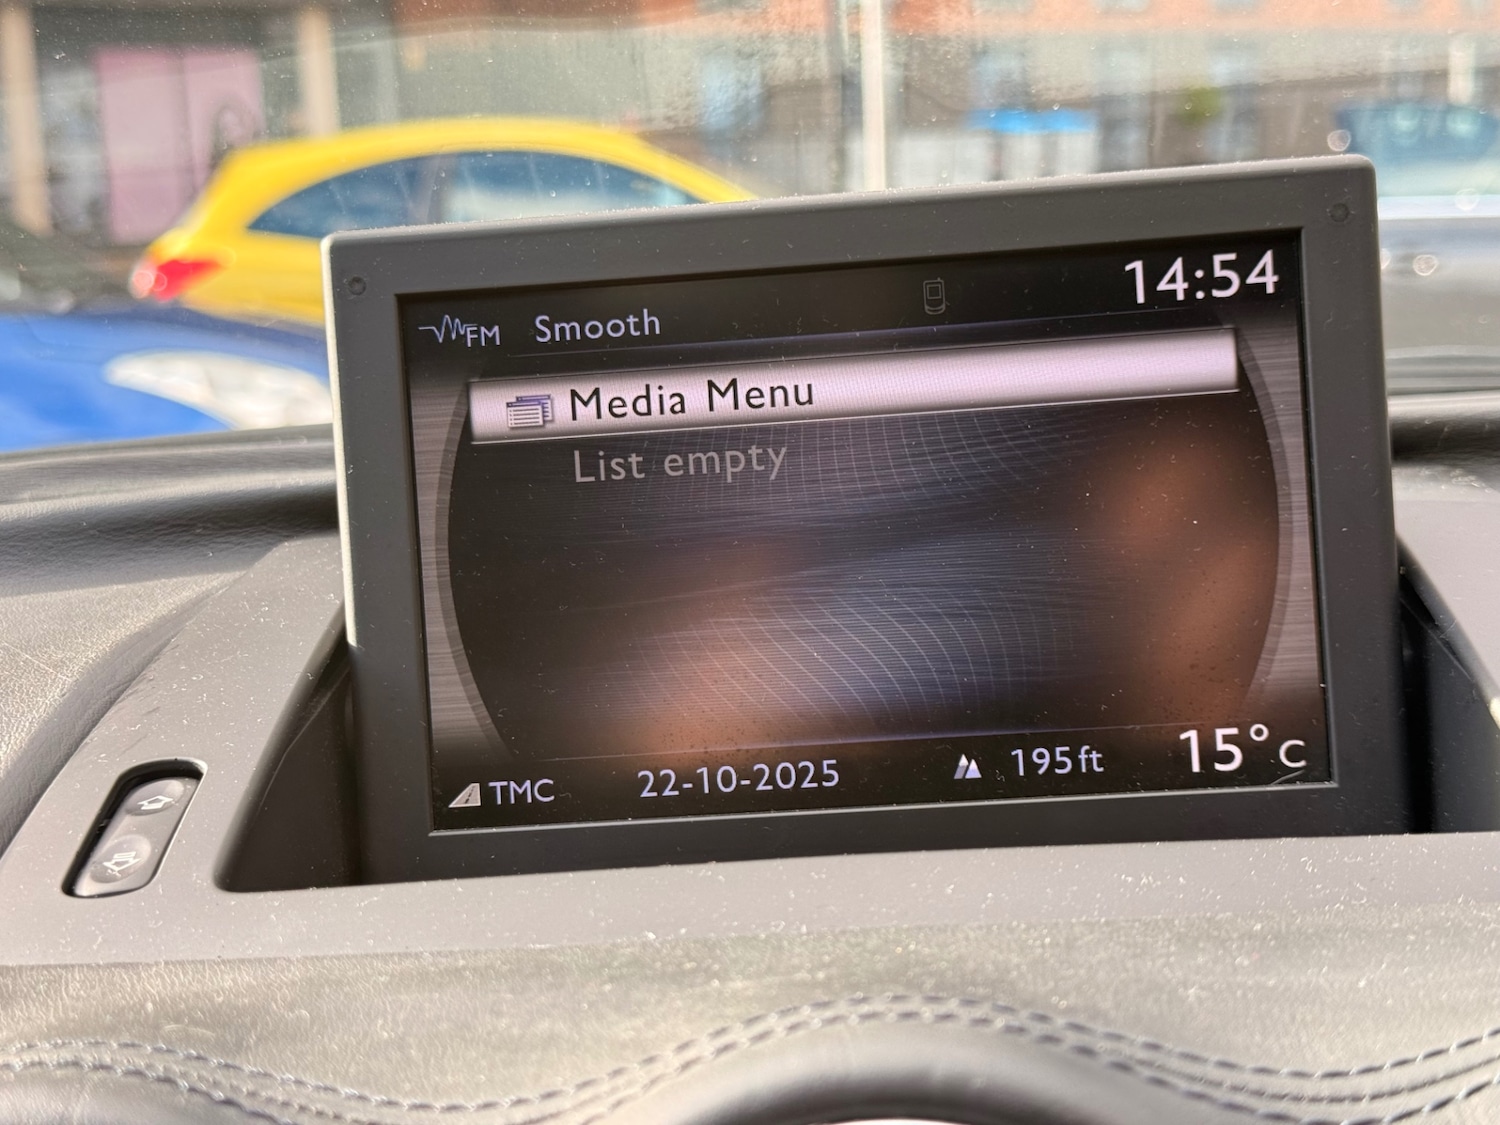 FM Smooth 14:54
Media Menu
List empty
TMC 22-10-2025 195ft 15°C